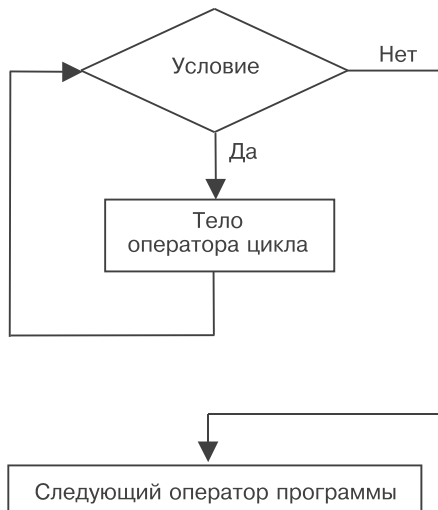 Условие
Нет
Да
Тело
оператора цикла
Следующий оператор программы